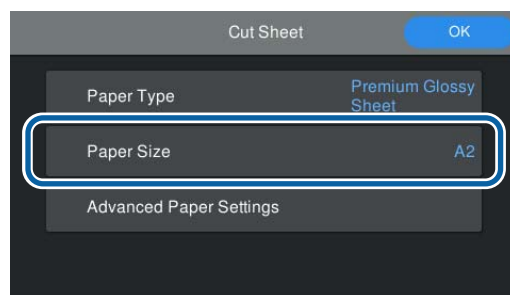 Cut Sheet
OK
Paper Type
Premium Glossy
Sheet
Paper Size
A2
Advanced Paper Settings